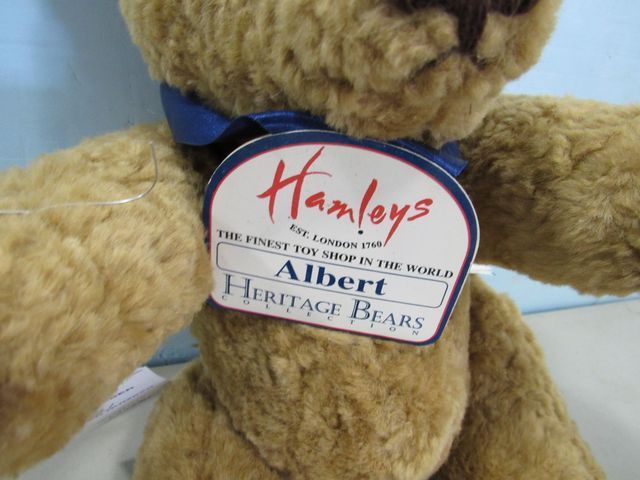 Hamleys
EST. LONDON 1760
THE FINEST TOY SHOP IN THE WORLD
Albert
HERITAGE BEARS
COLLECTION